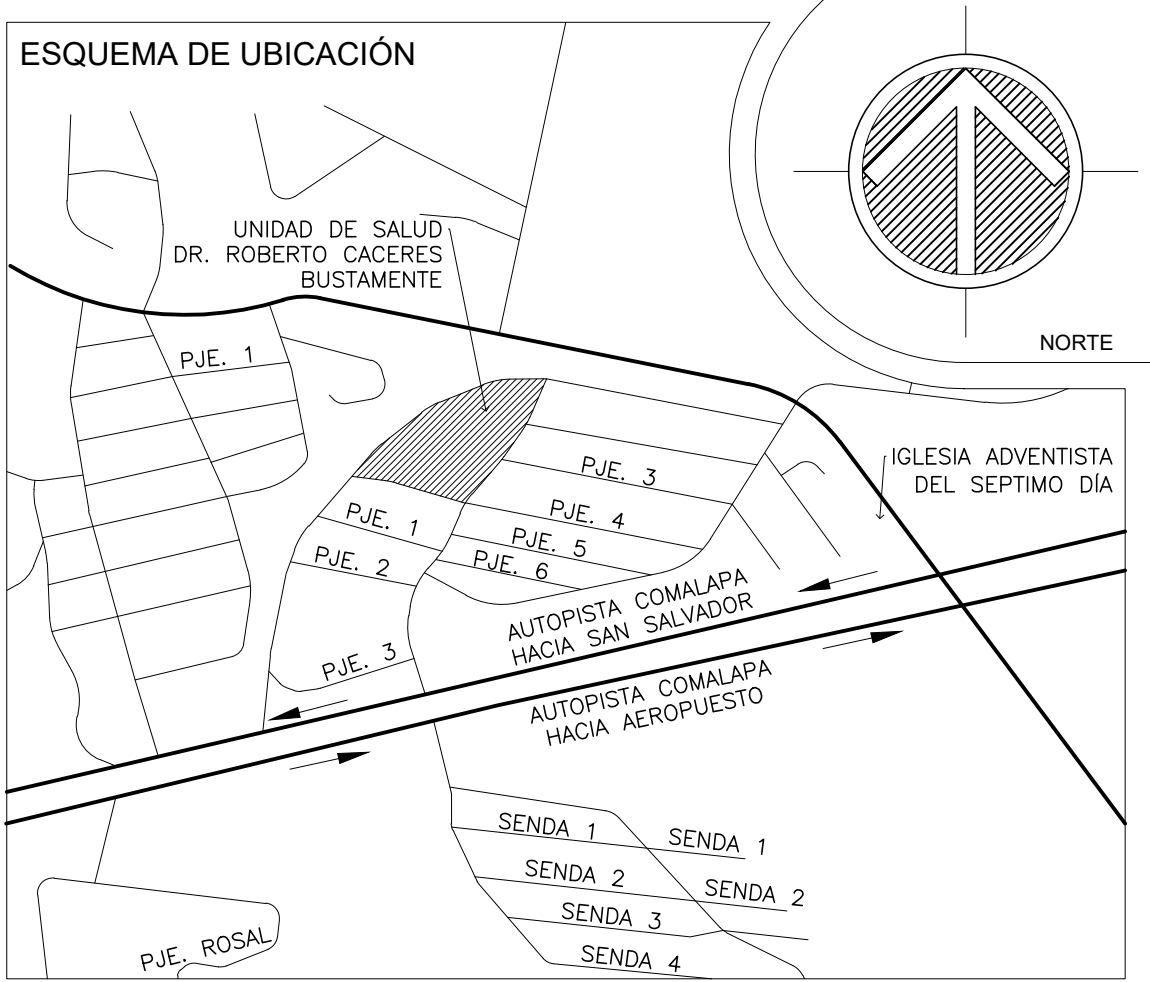 ESQUEMA DE UBICACIÓN
UNIDAD DE SALUD
DR. ROBERTO CACERES
BUSTAMENTE
NORTE
PJE. 1
IGLESIA ADVENTISTA
DEL SEPTIMO DÍA
PJE. 3
PJE. 4
PJE. 5
PJE. 6
PJE. 1
PJE. 2
PJE. 3
AUTOPISTA COMALAPA
HACIA SAN SALVADOR
AUTOPISTA COMALAPA
HACIA AEROPUESTO
SENDA 1
SENDA 1
SENDA 2
SENDA 2
SENDA 3
SENDA 4
PJE. ROSAL